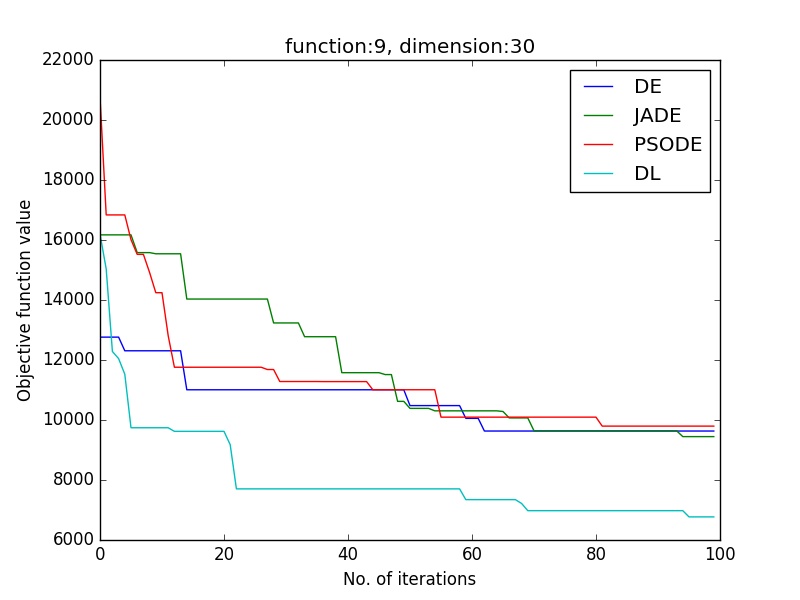 function:9, dimension:30
22000
20000
18000
16000
14000
12000
10000
8000
6000
Objective function value
0
20
40
60
80
100
No. of iterations
DE
JADE
PSODE
DL